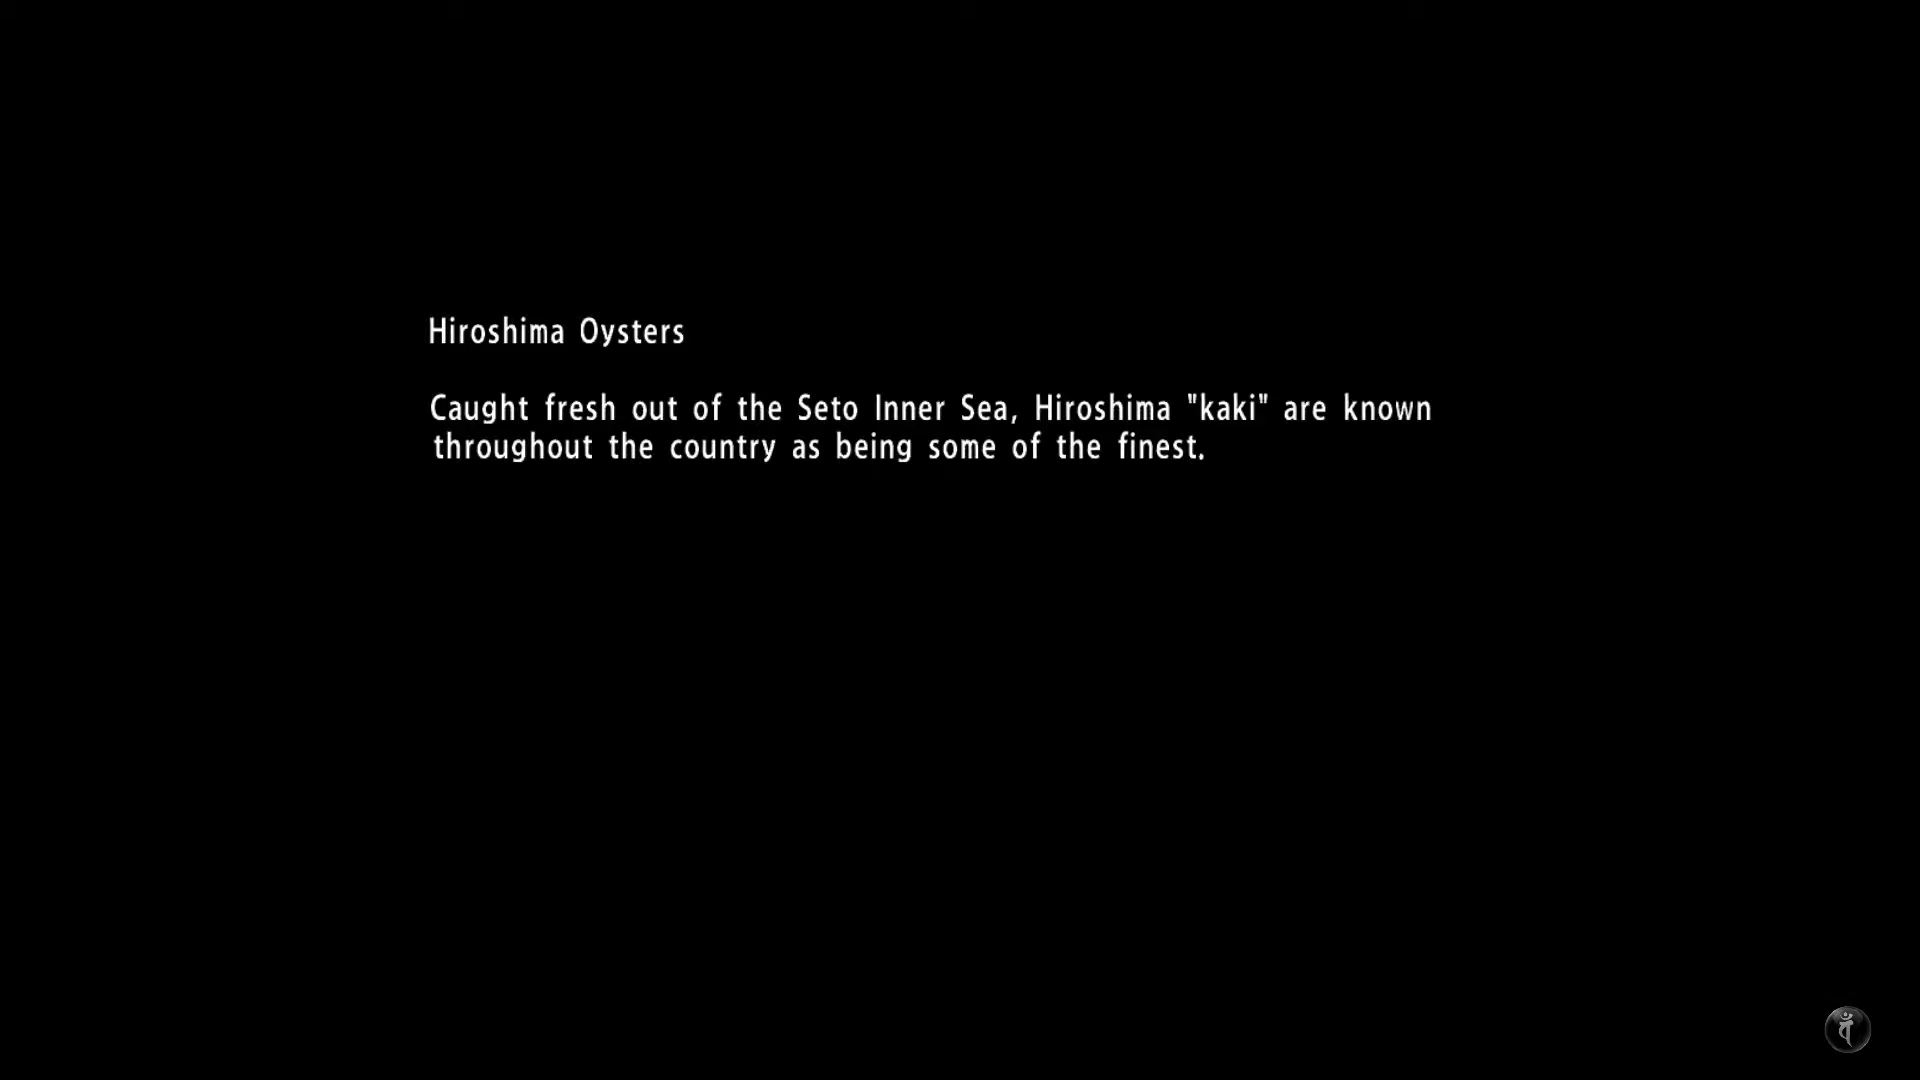 Hiroshima Oysters
Caught fresh out of the Seto Inner Sea, Hiroshima "kaki" are known
throughout the country as being some of the finest.